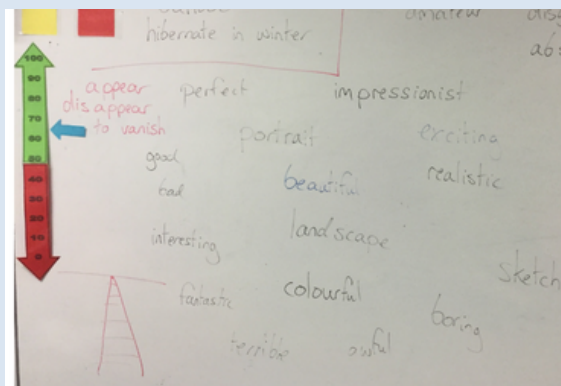 amateur
hibernate in winter
100
90
80
70
60
50
40
30
20
10
0
appear
disappear
to vanish
perfect
impressionist
portrait
exciting
good
bad
beautiful
realistic
interesting
landscape
sketch
fantastic
colourful
boring
terrible
awful